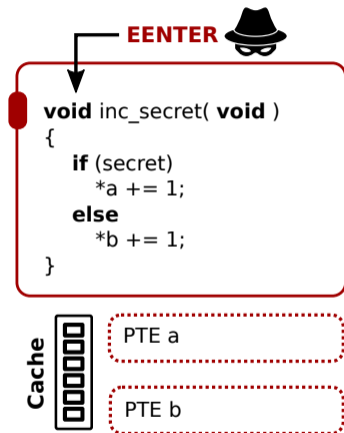 EENTER
void inc_secret( void )
{
if (secret)
*a += 1;
else
*b += 1;
}
Cache
PTE a
PTE b